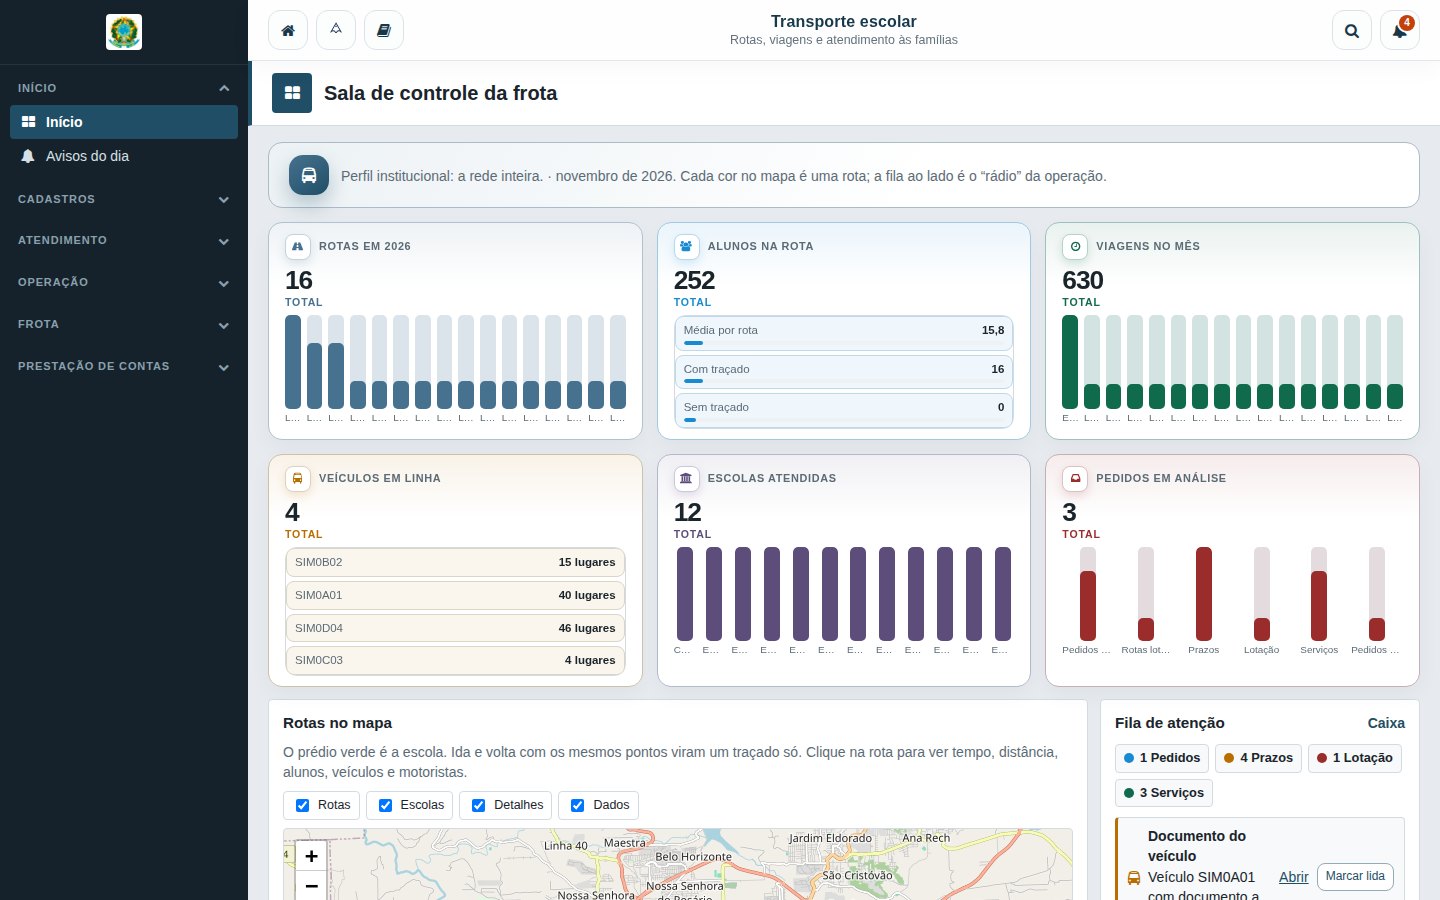 Transporte escolar
Rotas, viagens e atendimento às famílias
4
INÍCIO
Início
Avisos do dia
CADASTROS
ATENDIMENTO
OPERAÇÃO
FROTA
PRESTAÇÃO DE CONTAS
Sala de controle da frota
Perfil institucional: a rede inteira. · novembro de 2026. Cada cor no mapa é uma rota; a fila ao lado é o “rádio” da operação.
ROTAS EM 2026
16
TOTAL
L... L... L... L... L... L... L... L... L... L... L... L... L... L... L... L...
ALUNOS NA ROTA
252
TOTAL
Média por rota 15,8
Com traçado 16
Sem traçado 0
VIAGENS NO MÊS
630
TOTAL
E... L... L... L... L... L... L... L... L... L... L... L... L... L... L... L...
VEÍCULOS EM LINHA
4
TOTAL
SIM0B02 15 lugares
SIM0A01 40 lugares
SIM0D04 46 lugares
SIM0C03 4 lugares
ESCOLAS ATENDIDAS
12
TOTAL
C... E... E... E... E... E... E... E... E... E... E... E...
PEDIDOS EM ANÁLISE
3
TOTAL
Pedidos ... Rotas lot... Prazos Lotação Serviços Pedidos ...
Rotas no mapa
O prédio verde é a escola. Ida e volta com os mesmos pontos viram um traçado só. Clique na rota para ver tempo, distância,
alunos, veículos e motoristas.
Rotas Escolas Detalhes Dados
+
−
4
Linha 40
Maestra
Belo Horizonte
Jardim Eldorado
Ana Rech
São Cristóvão
Nossa Senhora
Nossa Senhora
do Rosário
Fila de atenção
Caixa
1 Pedidos 4 Prazos 1 Lotação
3 Serviços
Documento do
veículo
Veículo SIM0A01
com documento a
Abrir
Marcar lida